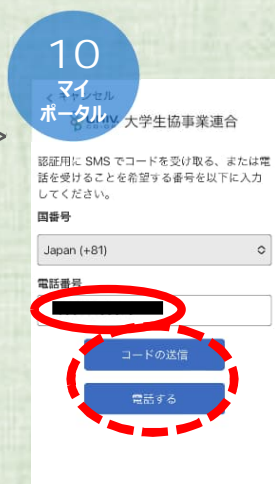 10
マイ
ポータル
大学生協事業連合
認証用に SMS でコードを受け取る、または電
話を受けることを希望する番号を以下に入力
してください。
国番号
Japan (+81)
電話番号
コードの送信
電話する